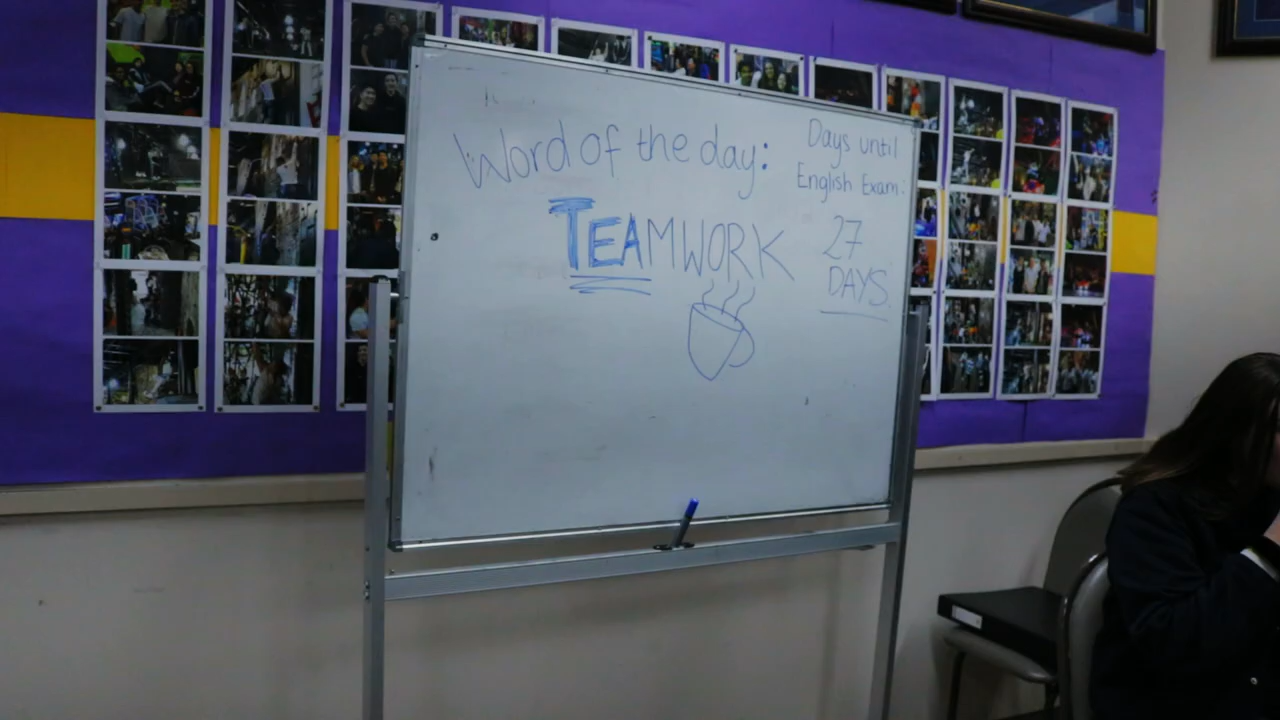 Word of the day:
TEAMWORK
Days until
English Exam:
27
DAYS.